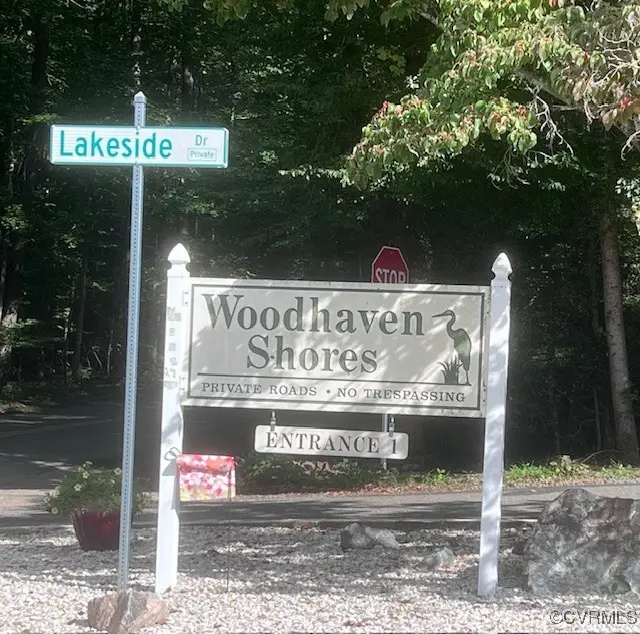 Lakeside Dr
Private
STOP
Woodhaven
Shores
PRIVATE ROADS • NO TRESPASSING
ENTRANCE 1
©CVRMLS